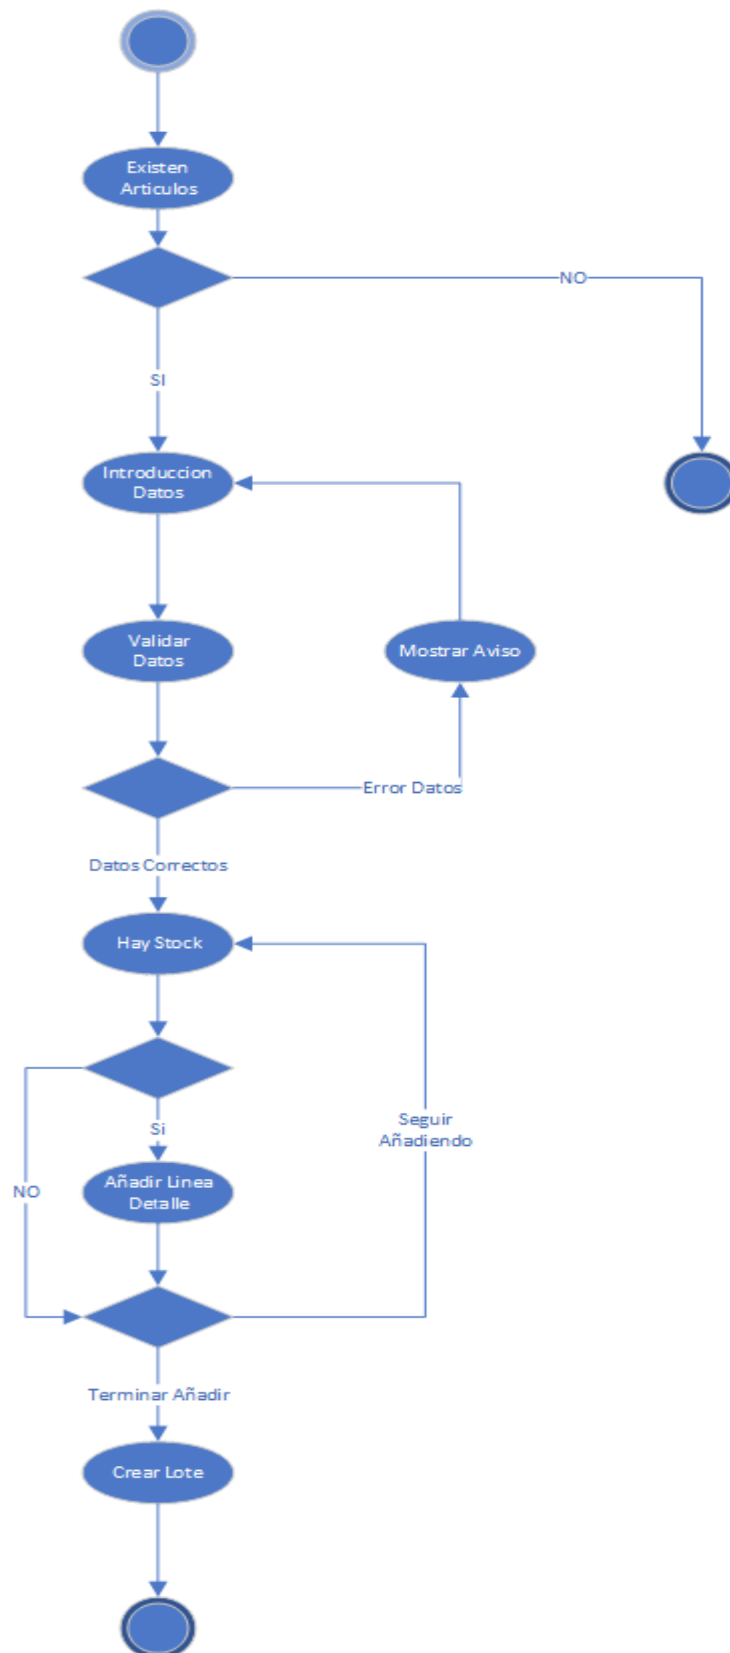 Existen
Articulos
NO
SI
Introduccion
Datos
Validar
Datos
Mostrar Aviso
Error Datos
Datos Correctos
Hay Stock
Seguir
Añadiendo
Si
NO
Añadir Linea
Detalle
Terminar Añadir
Crear Lote